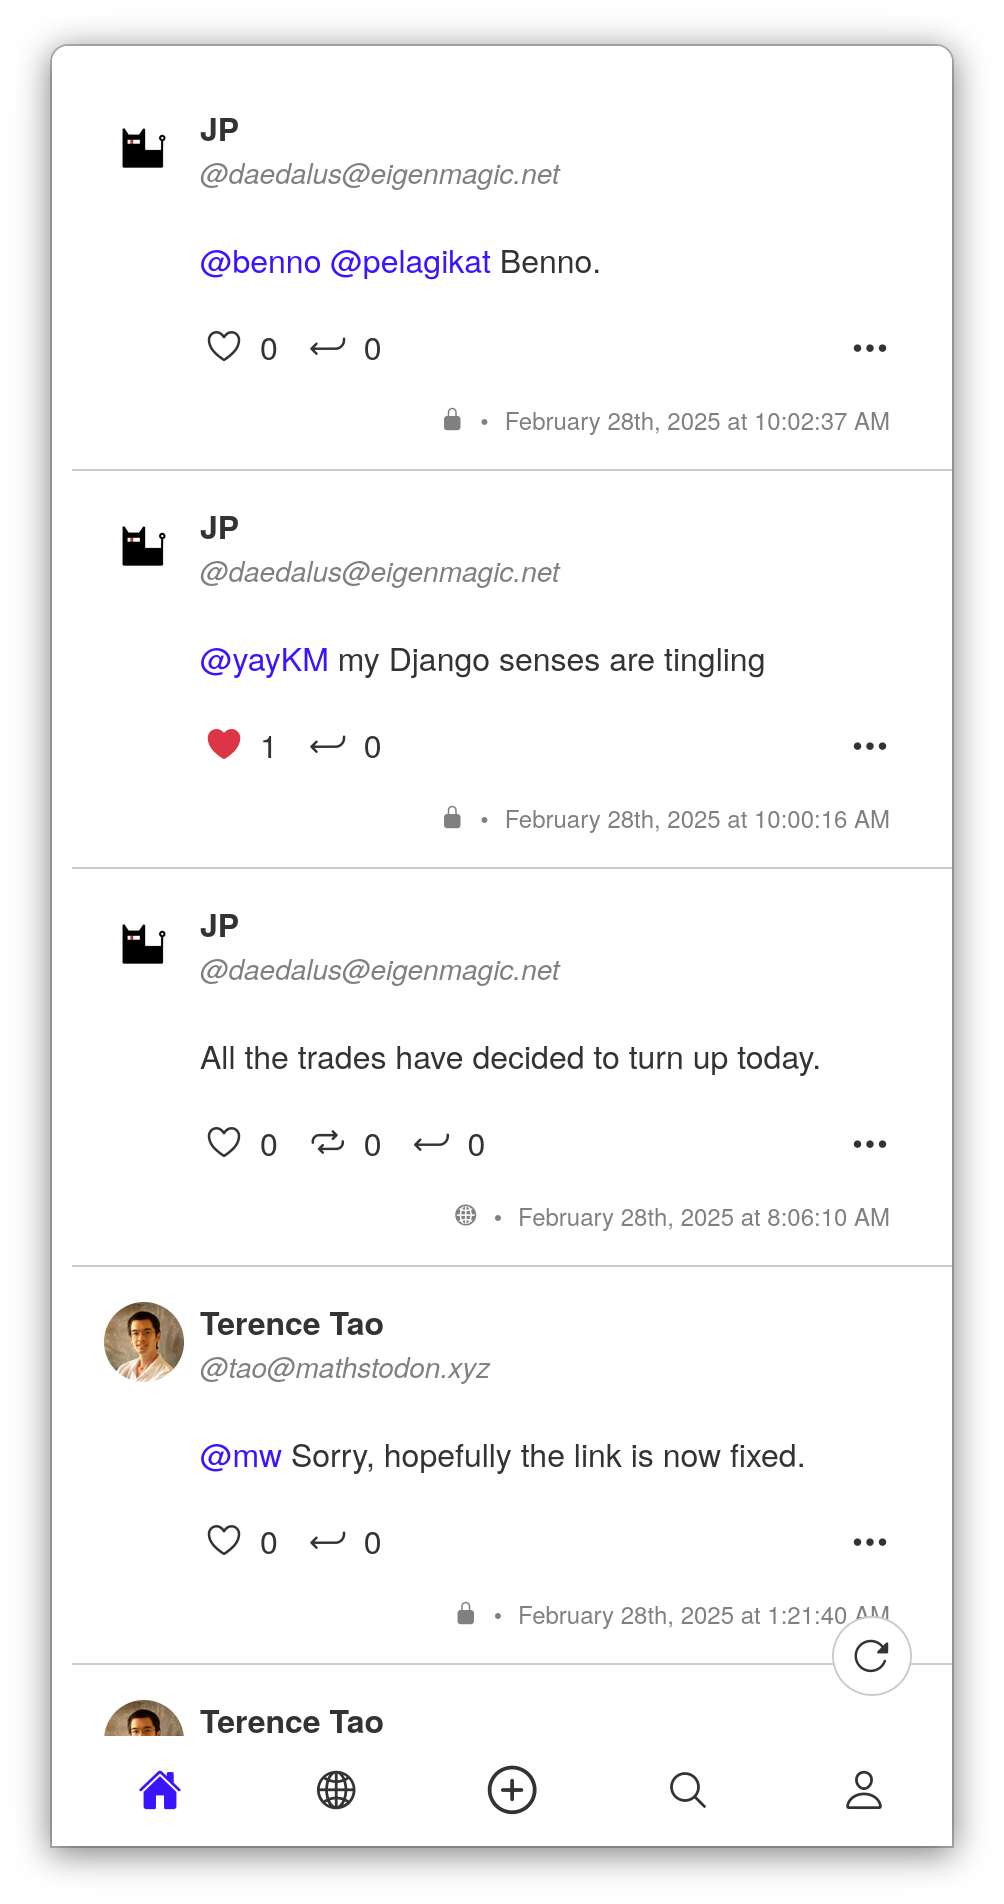 JP
@daedalus@eigenmagic.net
@benno @pelagikat Benno.
0 0
• February 28th, 2025 at 10:02:37 AM
JP
@daedalus@eigenmagic.net
@yayKM my Django senses are tingling
1 0
• February 28th, 2025 at 10:00:16 AM
JP
@daedalus@eigenmagic.net
All the trades have decided to turn up today.
0 0 0
• February 28th, 2025 at 8:06:10 AM
Terence Tao
@tao@mathstodon.xyz
@mw Sorry, hopefully the link is now fixed.
0 0
• February 28th, 2025 at 1:21:40 AM
Terence Tao